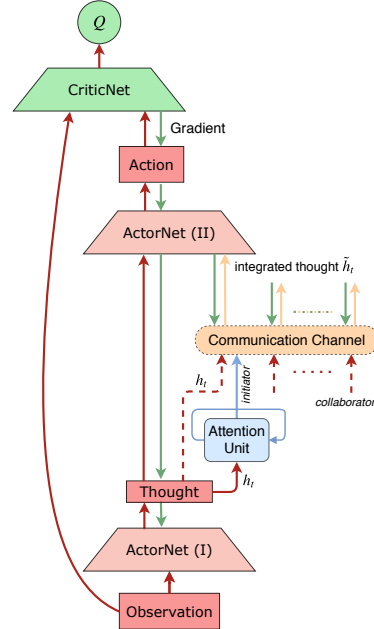 Q
CriticNet
Gradient
Action
ActorNet (II)
integrated thought h̃ₜ
Communication Channel
hₜ
initiator
collaborator
Attention
Unit
Thought
hₜ
ActorNet (I)
Observation